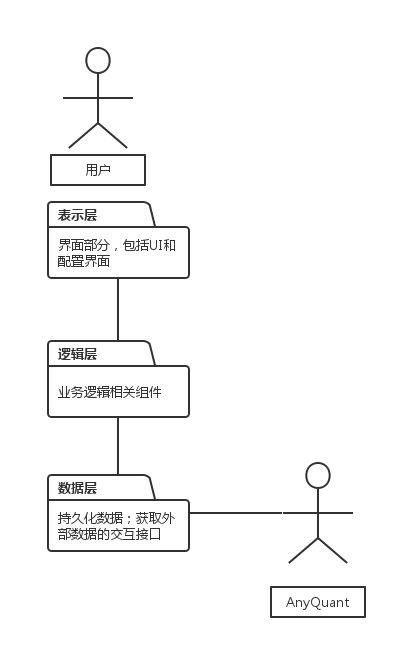 用户
表示层
界面部分，包括UI和
配置界面
逻辑层
业务逻辑相关组件
数据层
持久化数据；获取外
部数据的交互接口
AnyQuant